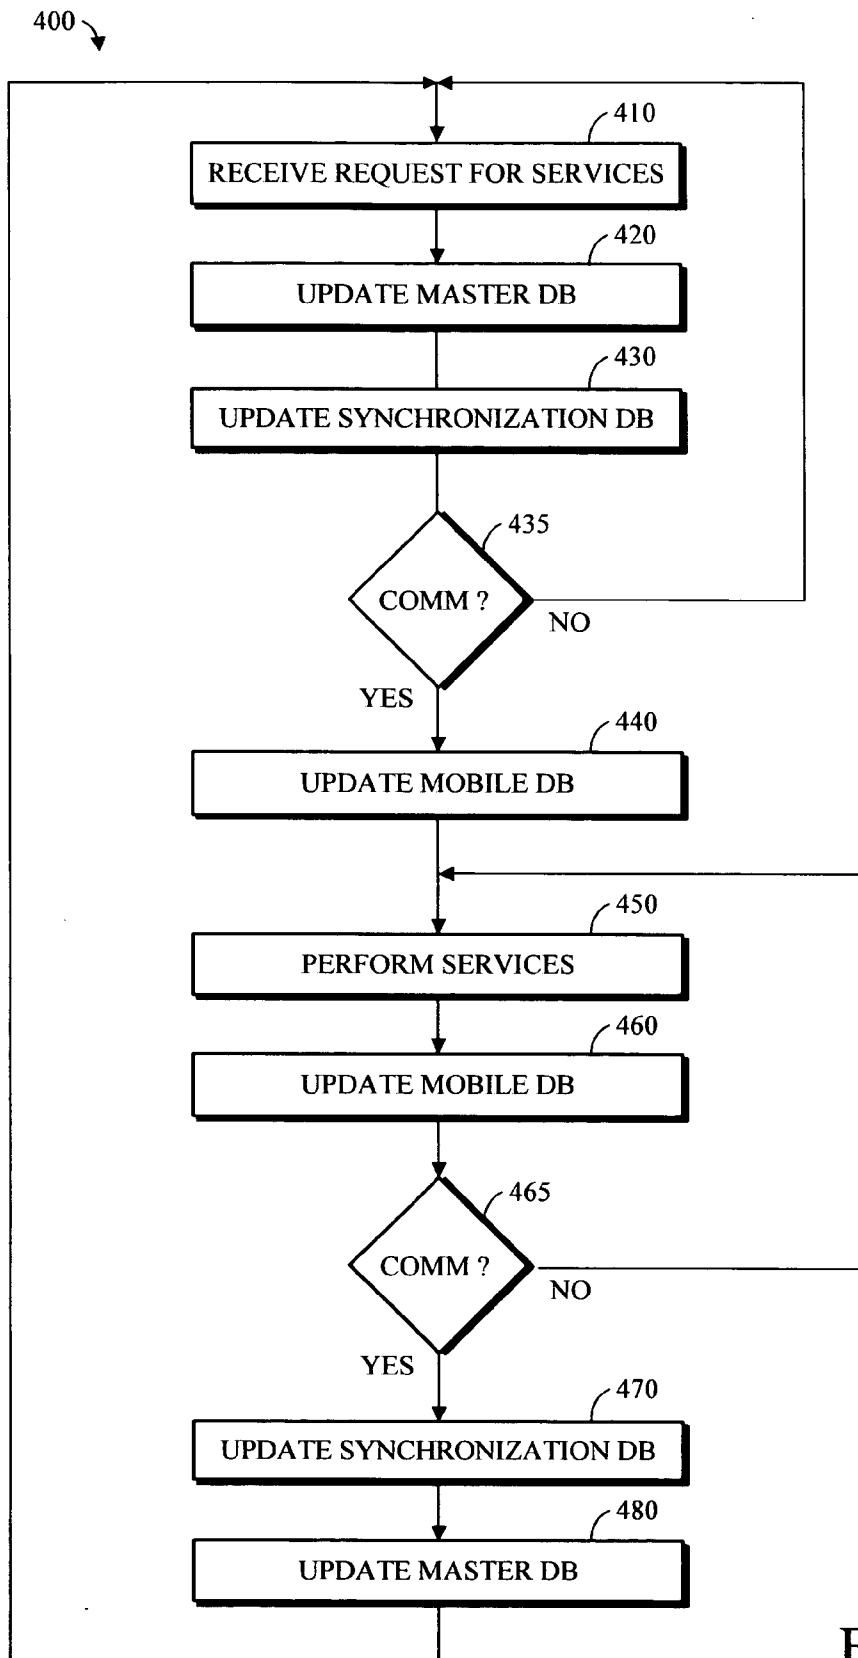 400
410
RECEIVE REQUEST FOR SERVICES
420
UPDATE MASTER DB
430
UPDATE SYNCHRONIZATION DB
435
COMM ?
NO
YES
440
UPDATE MOBILE DB
450
PERFORM SERVICES
460
UPDATE MOBILE DB
465
COMM ?
NO
YES
470
UPDATE SYNCHRONIZATION DB
480
UPDATE MASTER DB